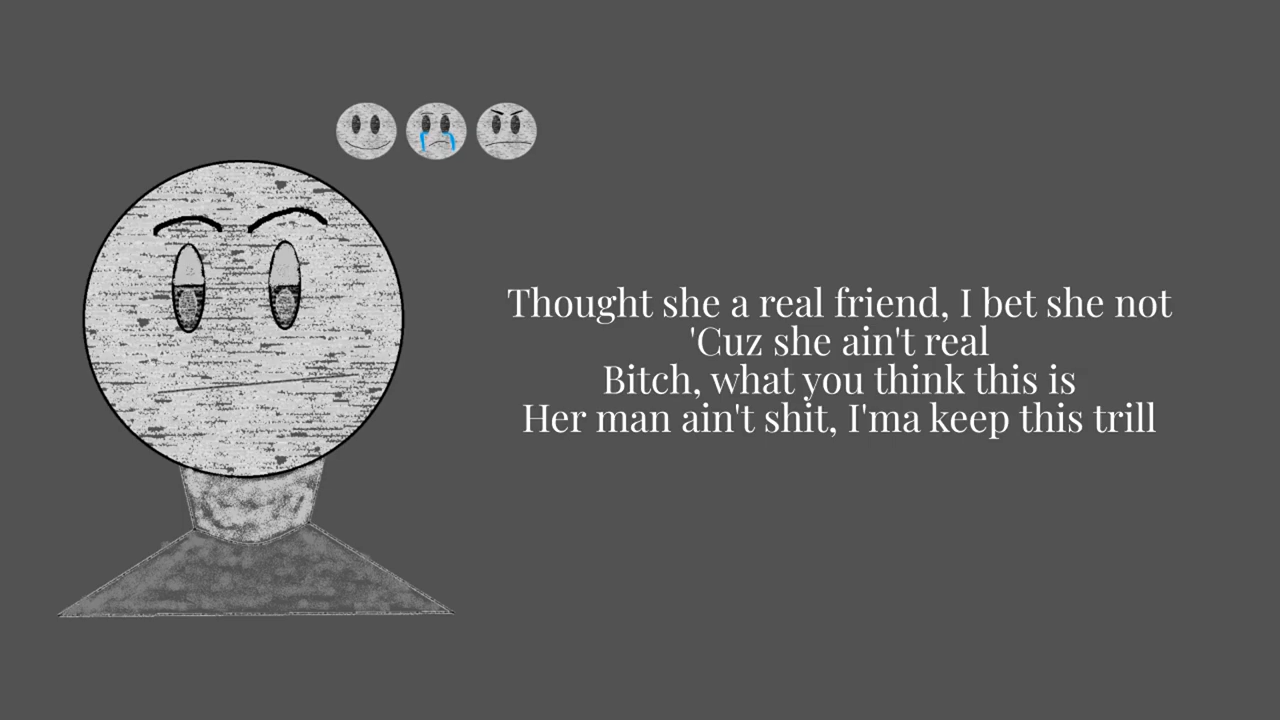 Thought she a real friend, I bet she not
'Cuz she ain't real
Bitch, what you think this is
Her man ain't shit, I'ma keep this trill